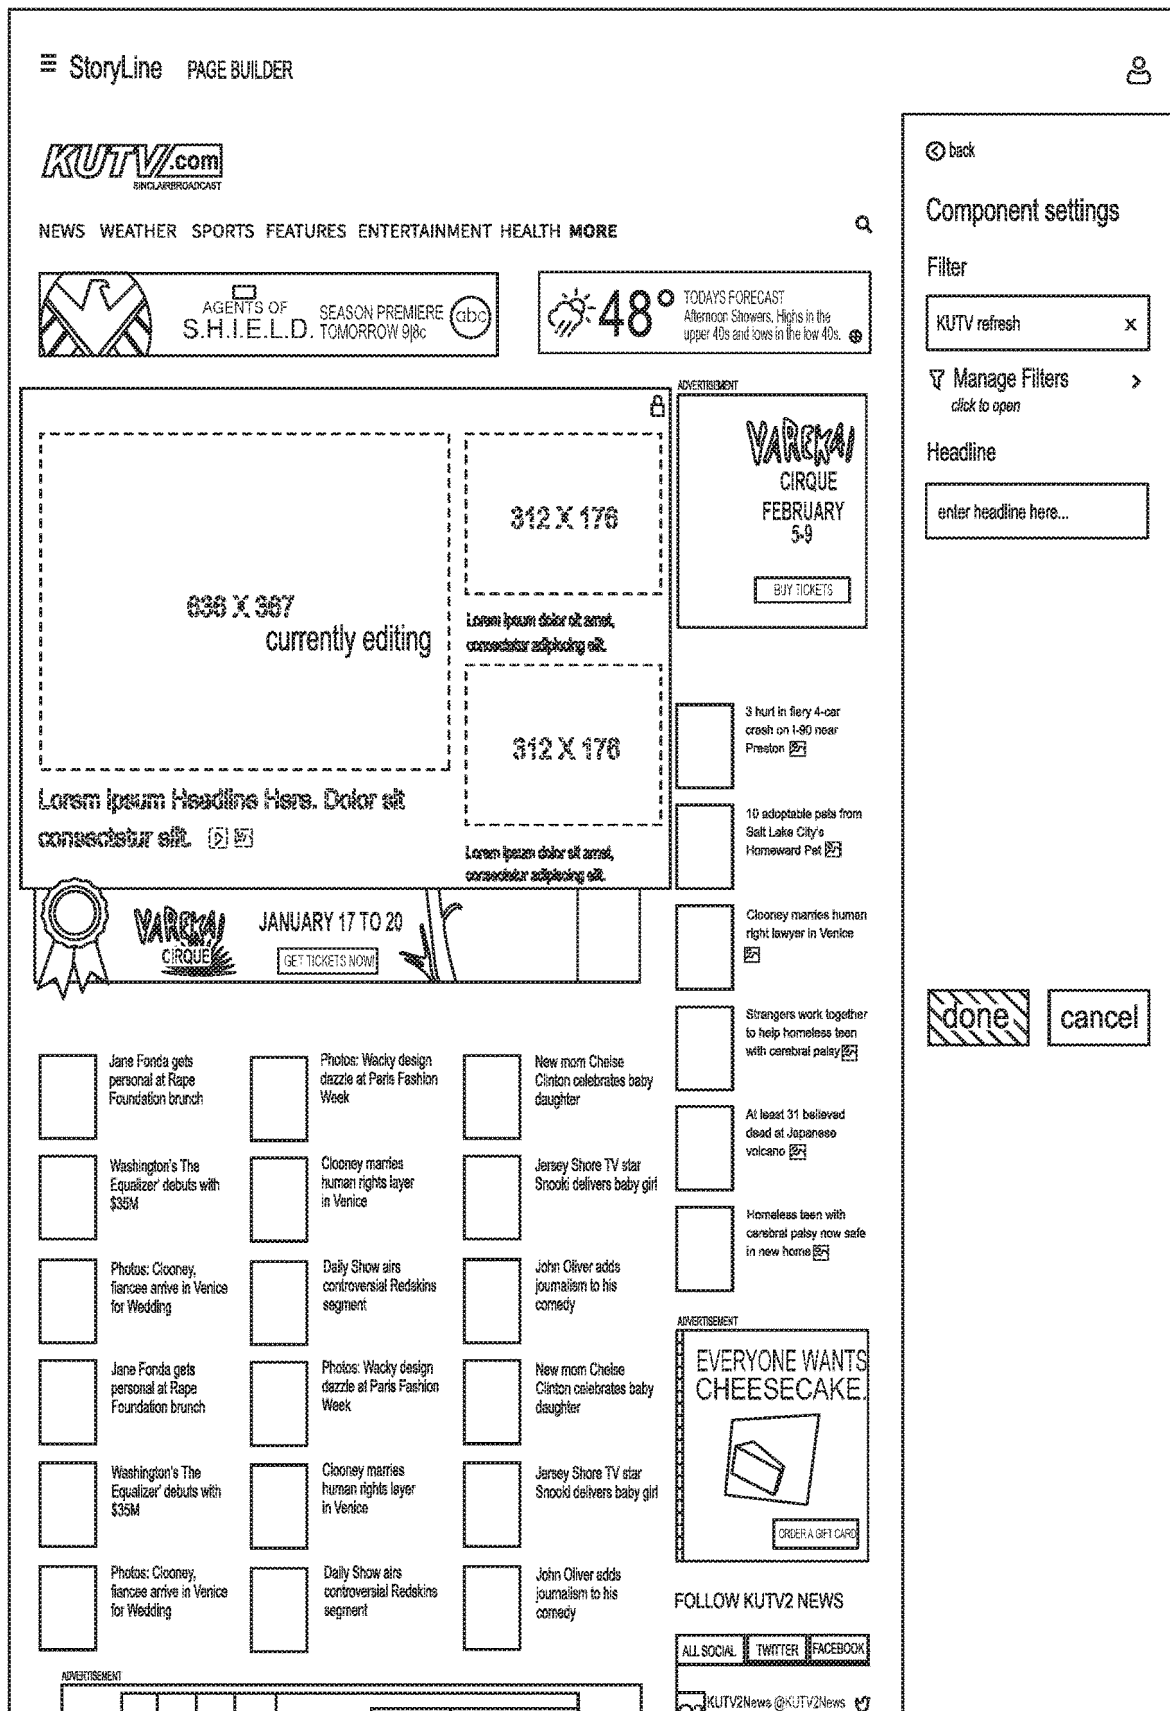 StoryLine PAGE BUILDER
KUTV.com
SINCLAIRBROADCAST
NEWS WEATHER SPORTS FEATURES ENTERTAINMENT HEALTH MORE
AGENTS OF
S.H.I.E.L.D.
SEASON PREMIERE
TOMORROW 9|8c
abc
48°
TODAYS FORECAST
Afternoon Showers. Highs in the
upper 40s and lows in the low 40s.
636 X 367
currently editing
Lorem Ipsum Headline Here. Dolor sit
consectetur elit.
312 X 176
Lorem ipsum dolor sit amet,
consectetur adipiscing elit.
312 X 176
Lorem ipsum dolor sit amet,
consectetur adipiscing elit.
VAREKAI
CIRQUE
JANUARY 17 TO 20
GET TICKETS NOW!
Jane Fonda gets
personal at Rape
Foundation brunch
Photos: Wacky design
dazzle at Paris Fashion
Week
New mom Chelse
Clinton celebrates baby
daughter
Washington's The
Equalizer' debuts with
$35M
Clooney marries
human rights layer
in Venice
Jersey Shore TV star
Snooki delivers baby girl
Photos: Clooney,
fiancee arrive in Venice
for Wedding
Daily Show airs
controversial Redskins
segment
John Oliver adds
journalism to his
comedy
Jane Fonda gets
personal at Rape
Foundation brunch
Photos: Wacky design
dazzle at Paris Fashion
Week
New mom Chelse
Clinton celebrates baby
daughter
Washington's The
Equalizer' debuts with
$35M
Clooney marries
human rights layer
in Venice
Jersey Shore TV star
Snooki delivers baby girl
Photos: Clooney,
fiancee arrive in Venice
for Wedding
Daily Show airs
controversial Redskins
segment
John Oliver adds
journalism to his
comedy
ADVERTISEMENT
ADVERTISEMENT
VAREKAI
CIRQUE
FEBRUARY
5-9
BUY TICKETS
3 hurt in fiery 4-car
crash on I-90 near
Preston
10 adoptable pets from
Salt Lake City's
Homeward Pet
Clooney marries human
right lawyer in Venice
Strangers work together
to help homeless teen
with cerebral palsy
At least 31 believed
dead at Japanese
volcano
Homeless teen with
cerebral palsy now safe
in new home
ADVERTISEMENT
EVERYONE WANTS
CHEESECAKE.
ORDER A GIFT CARD
FOLLOW KUTV2 NEWS
ALL SOCIAL TWITTER FACEBOOK
KUTV2News @KUTV2News
back
Component settings
Filter
KUTV refresh x
Manage Filters
click to open
Headline
enter headline here...
done cancel